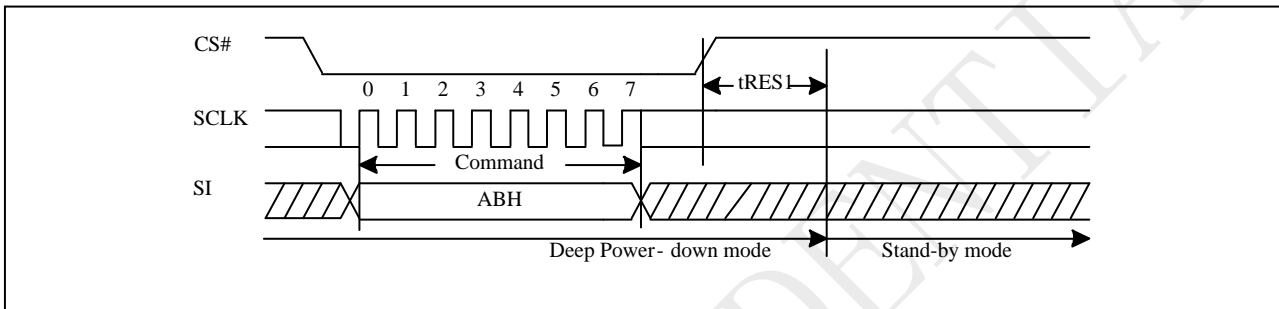 CS#
tRES1
0 1 2 3 4 5 6 7
SCLK
Command
SI
ABH
Deep Power- down mode
Stand-by mode
DENTIA